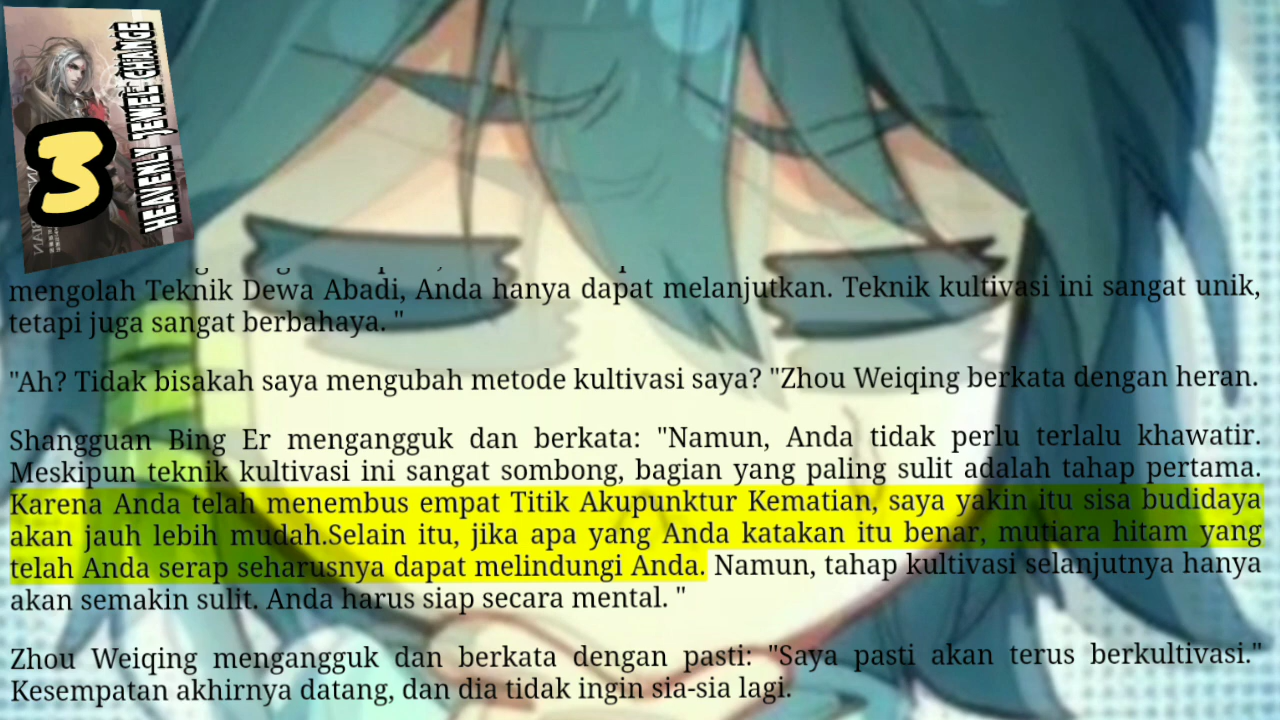 HEAVENLY JEWEL CHANGE
3
mengolah Teknik Dewa Abadi, Anda hanya dapat melanjutkan. Teknik kultivasi ini sangat unik,
tetapi juga sangat berbahaya. "
"Ah? Tidak bisakah saya mengubah metode kultivasi saya? "Zhou Weiqing berkata dengan heran.
Shangguan Bing Er mengangguk dan berkata: "Namun, Anda tidak perlu terlalu khawatir.
Meskipun teknik kultivasi ini sangat sombong, bagian yang paling sulit adalah tahap pertama.
Karena Anda telah menembus empat Titik Akupunktur Kematian, saya yakin itu sisa budidaya
akan jauh lebih mudah.Selain itu, jika apa yang Anda katakan itu benar, mutiara hitam yang
telah Anda serap seharusnya dapat melindungi Anda. Namun, tahap kultivasi selanjutnya hanya
akan semakin sulit. Anda harus siap secara mental. "
Zhou Weiqing mengangguk dan berkata dengan pasti: "Saya pasti akan terus berkultivasi."
Kesempatan akhirnya datang, dan dia tidak ingin sia-sia lagi.